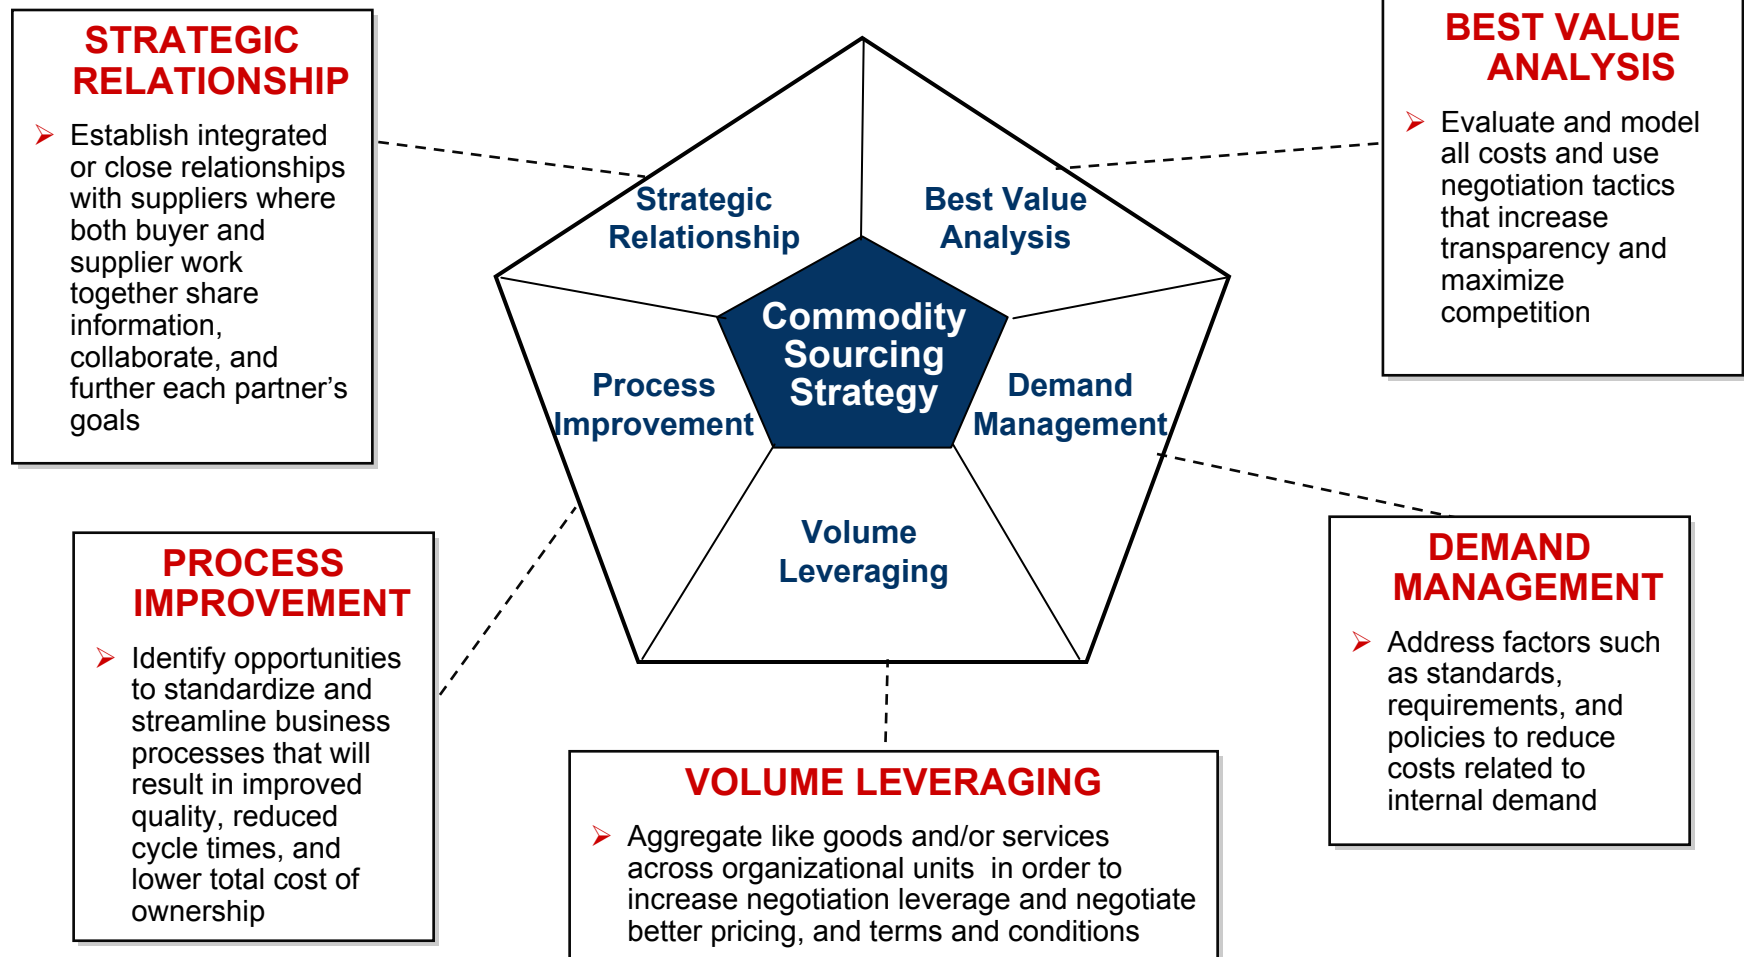 STRATEGIC
RELATIONSHIP
➢ Establish integrated
or close relationships
with suppliers where
both buyer and
supplier work
together share
information,
collaborate, and
further each partner’s
goals
BEST VALUE
ANALYSIS
➢ Evaluate and model
all costs and use
negotiation tactics
that increase
transparency and
maximize
competition
Strategic
Relationship
Best Value
Analysis
Commodity
Sourcing
Strategy
Process
Improvement
Demand
Management
Volume
Leveraging
PROCESS
IMPROVEMENT
➢ Identify opportunities
to standardize and
streamline business
processes that will
result in improved
quality, reduced
cycle times, and
lower total cost of
ownership
VOLUME LEVERAGING
➢ Aggregate like goods and/or services
across organizational units  in order to
increase negotiation leverage and negotiate
better pricing, and terms and conditions
DEMAND
MANAGEMENT
➢ Address factors such
as standards,
requirements, and
policies to reduce
costs related to
internal demand